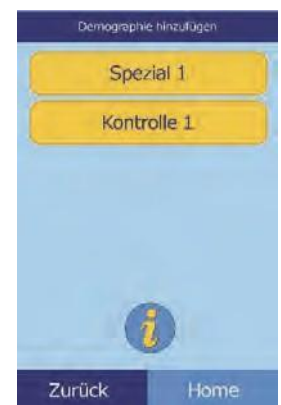 Demographie hinzufügen
Spezial 1
Kontrolle 1
i
Zurück Home